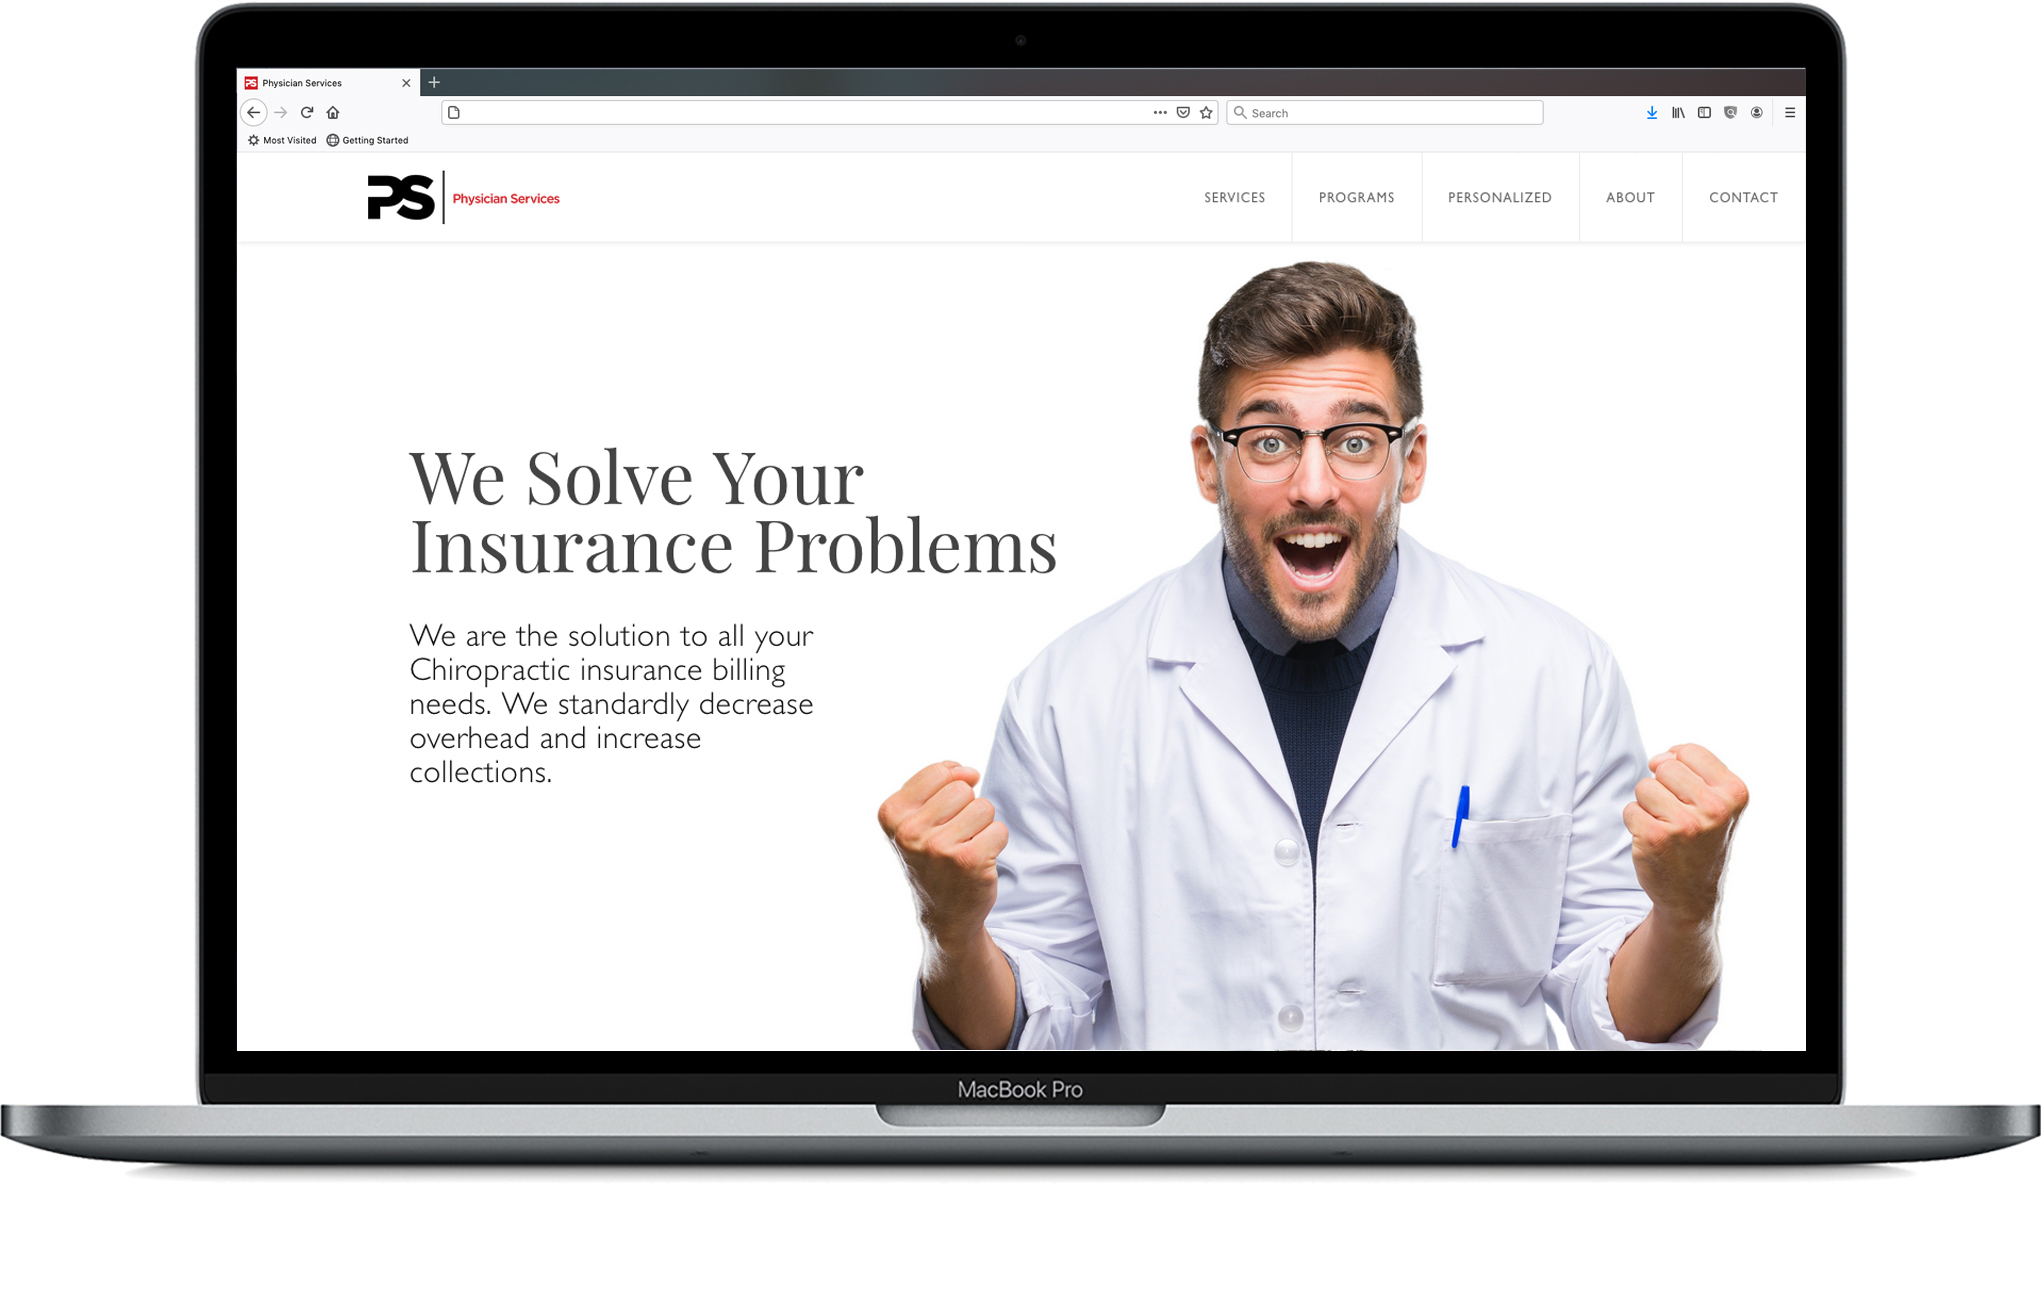 PS Physician Services
Search
Most Visited Getting Started
PS Physician Services
SERVICES PROGRAMS PERSONALIZED ABOUT CONTACT
We Solve Your
Insurance Problems
We are the solution to all your
Chiropractic insurance billing
needs. We standardly decrease
overhead and increase
collections.
MacBook Pro